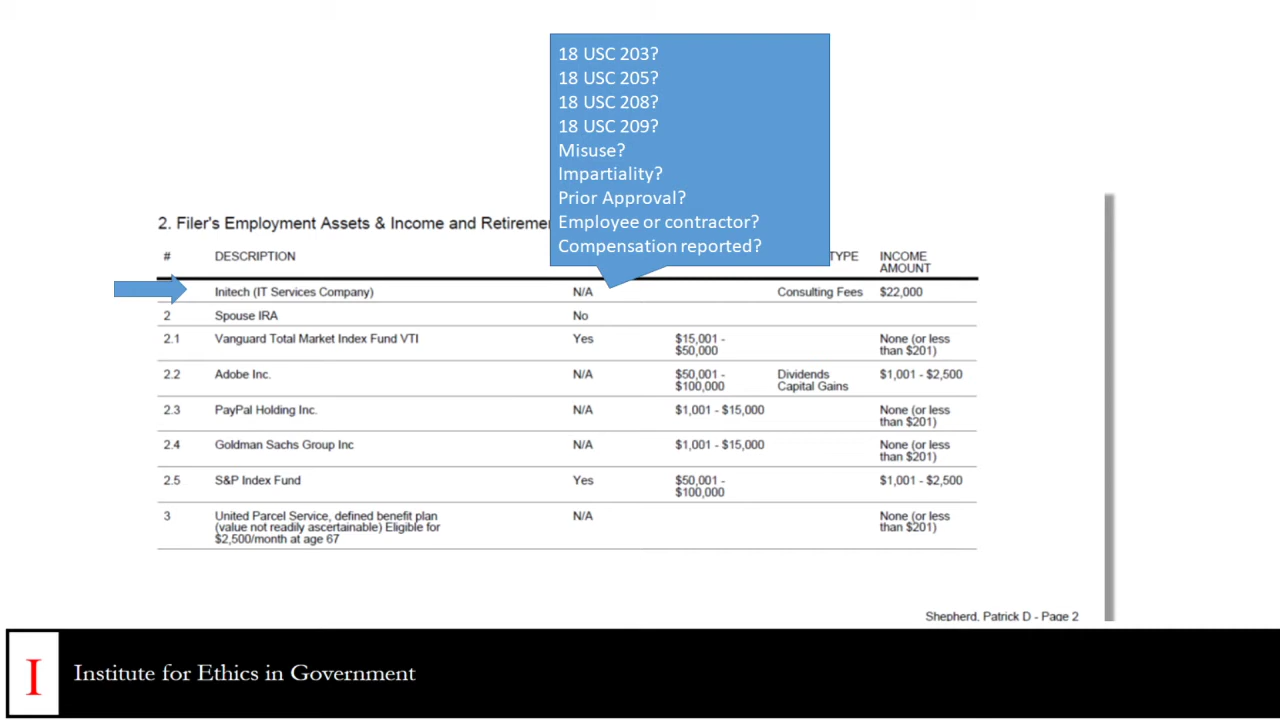 18 USC 203?
18 USC 205?
18 USC 208?
18 USC 209?
Misuse?
Impartiality?
Prior Approval?
Employee or contractor?
Compensation reported?
2. Filer's Employment Assets & Income and Retireme
# DESCRIPTION TYPE INCOME
AMOUNT
Initech (IT Services Company) N/A Consulting Fees $22,000
2 Spouse IRA No
2.1 Vanguard Total Market Index Fund VTI Yes $15,001 - None (or less
$50,000 than $201)
2.2 Adobe Inc. N/A $50,001 - Dividends $1,001 - $2,500
$100,000 Capital Gains
2.3 PayPal Holding Inc. N/A $1,001 - $15,000 None (or less
than $201)
2.4 Goldman Sachs Group Inc N/A $1,001 - $15,000 None (or less
than $201)
2.5 S&P Index Fund Yes $50,001 - $1,001 - $2,500
$100,000
3 United Parcel Service, defined benefit plan N/A None (or less
(value not readily ascertainable) Eligible for than $201)
$2,500/month at age 67
Shepherd, Patrick D - Page 2
I Institute for Ethics in Government